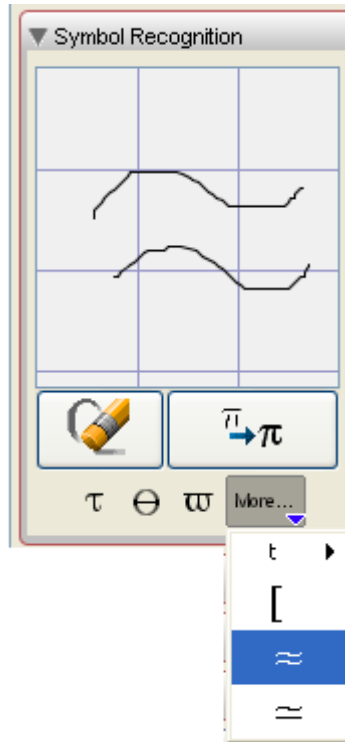 Symbol Recognition
≈
π→π
τ ⊖ ϖ More...
t
[
≈
≃